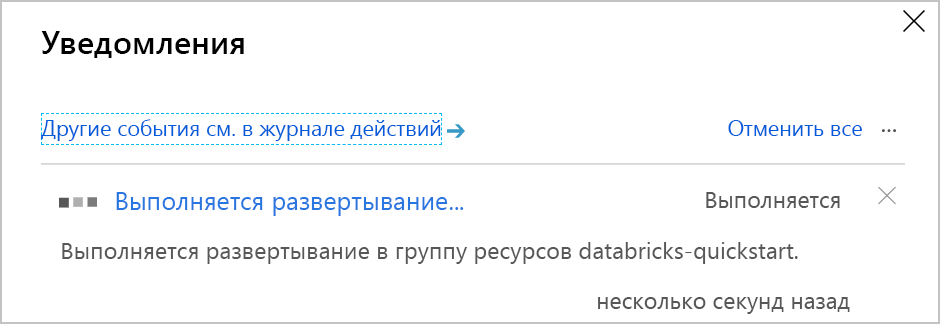 Уведомления
Другие события см. в журнале действий → Отменить все ...
Выполняется развертывание... Выполняется
Выполняется развертывание в группу ресурсов databricks-quickstart.
несколько секунд назад